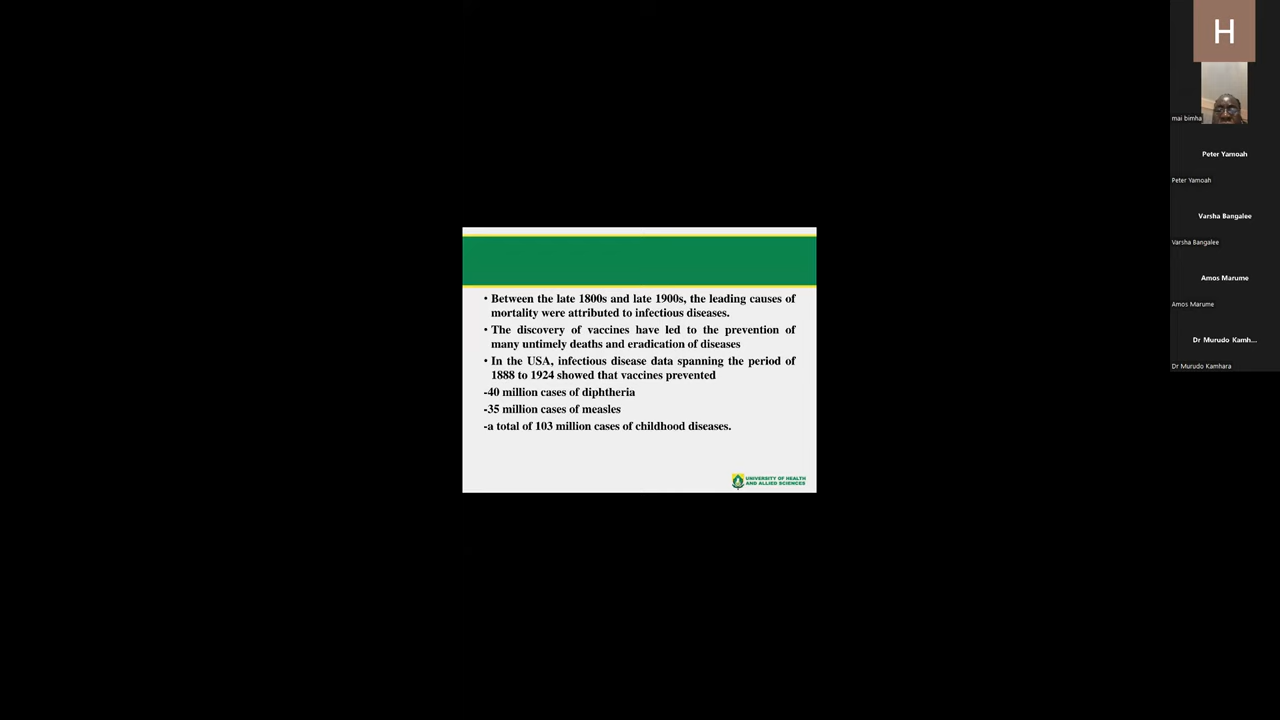 H
mai bimha
Peter Yamoah
Peter Yamoah
Varsha Bangalee
Varsha Bangalee
Amos Marume
Amos Marume
Dr Murudo Kamh...
Dr Murudo Kamhara
• Between the late 1800s and late 1900s, the leading causes of
mortality were attributed to infectious diseases.
• The discovery of vaccines have led to the prevention of
many untimely deaths and eradication of diseases
• In the USA, infectious disease data spanning the period of
1888 to 1924 showed that vaccines prevented
-40 million cases of diphtheria
-35 million cases of measles
-a total of 103 million cases of childhood diseases.
UNIVERSITY OF HEALTH
AND ALLIED SCIENCES